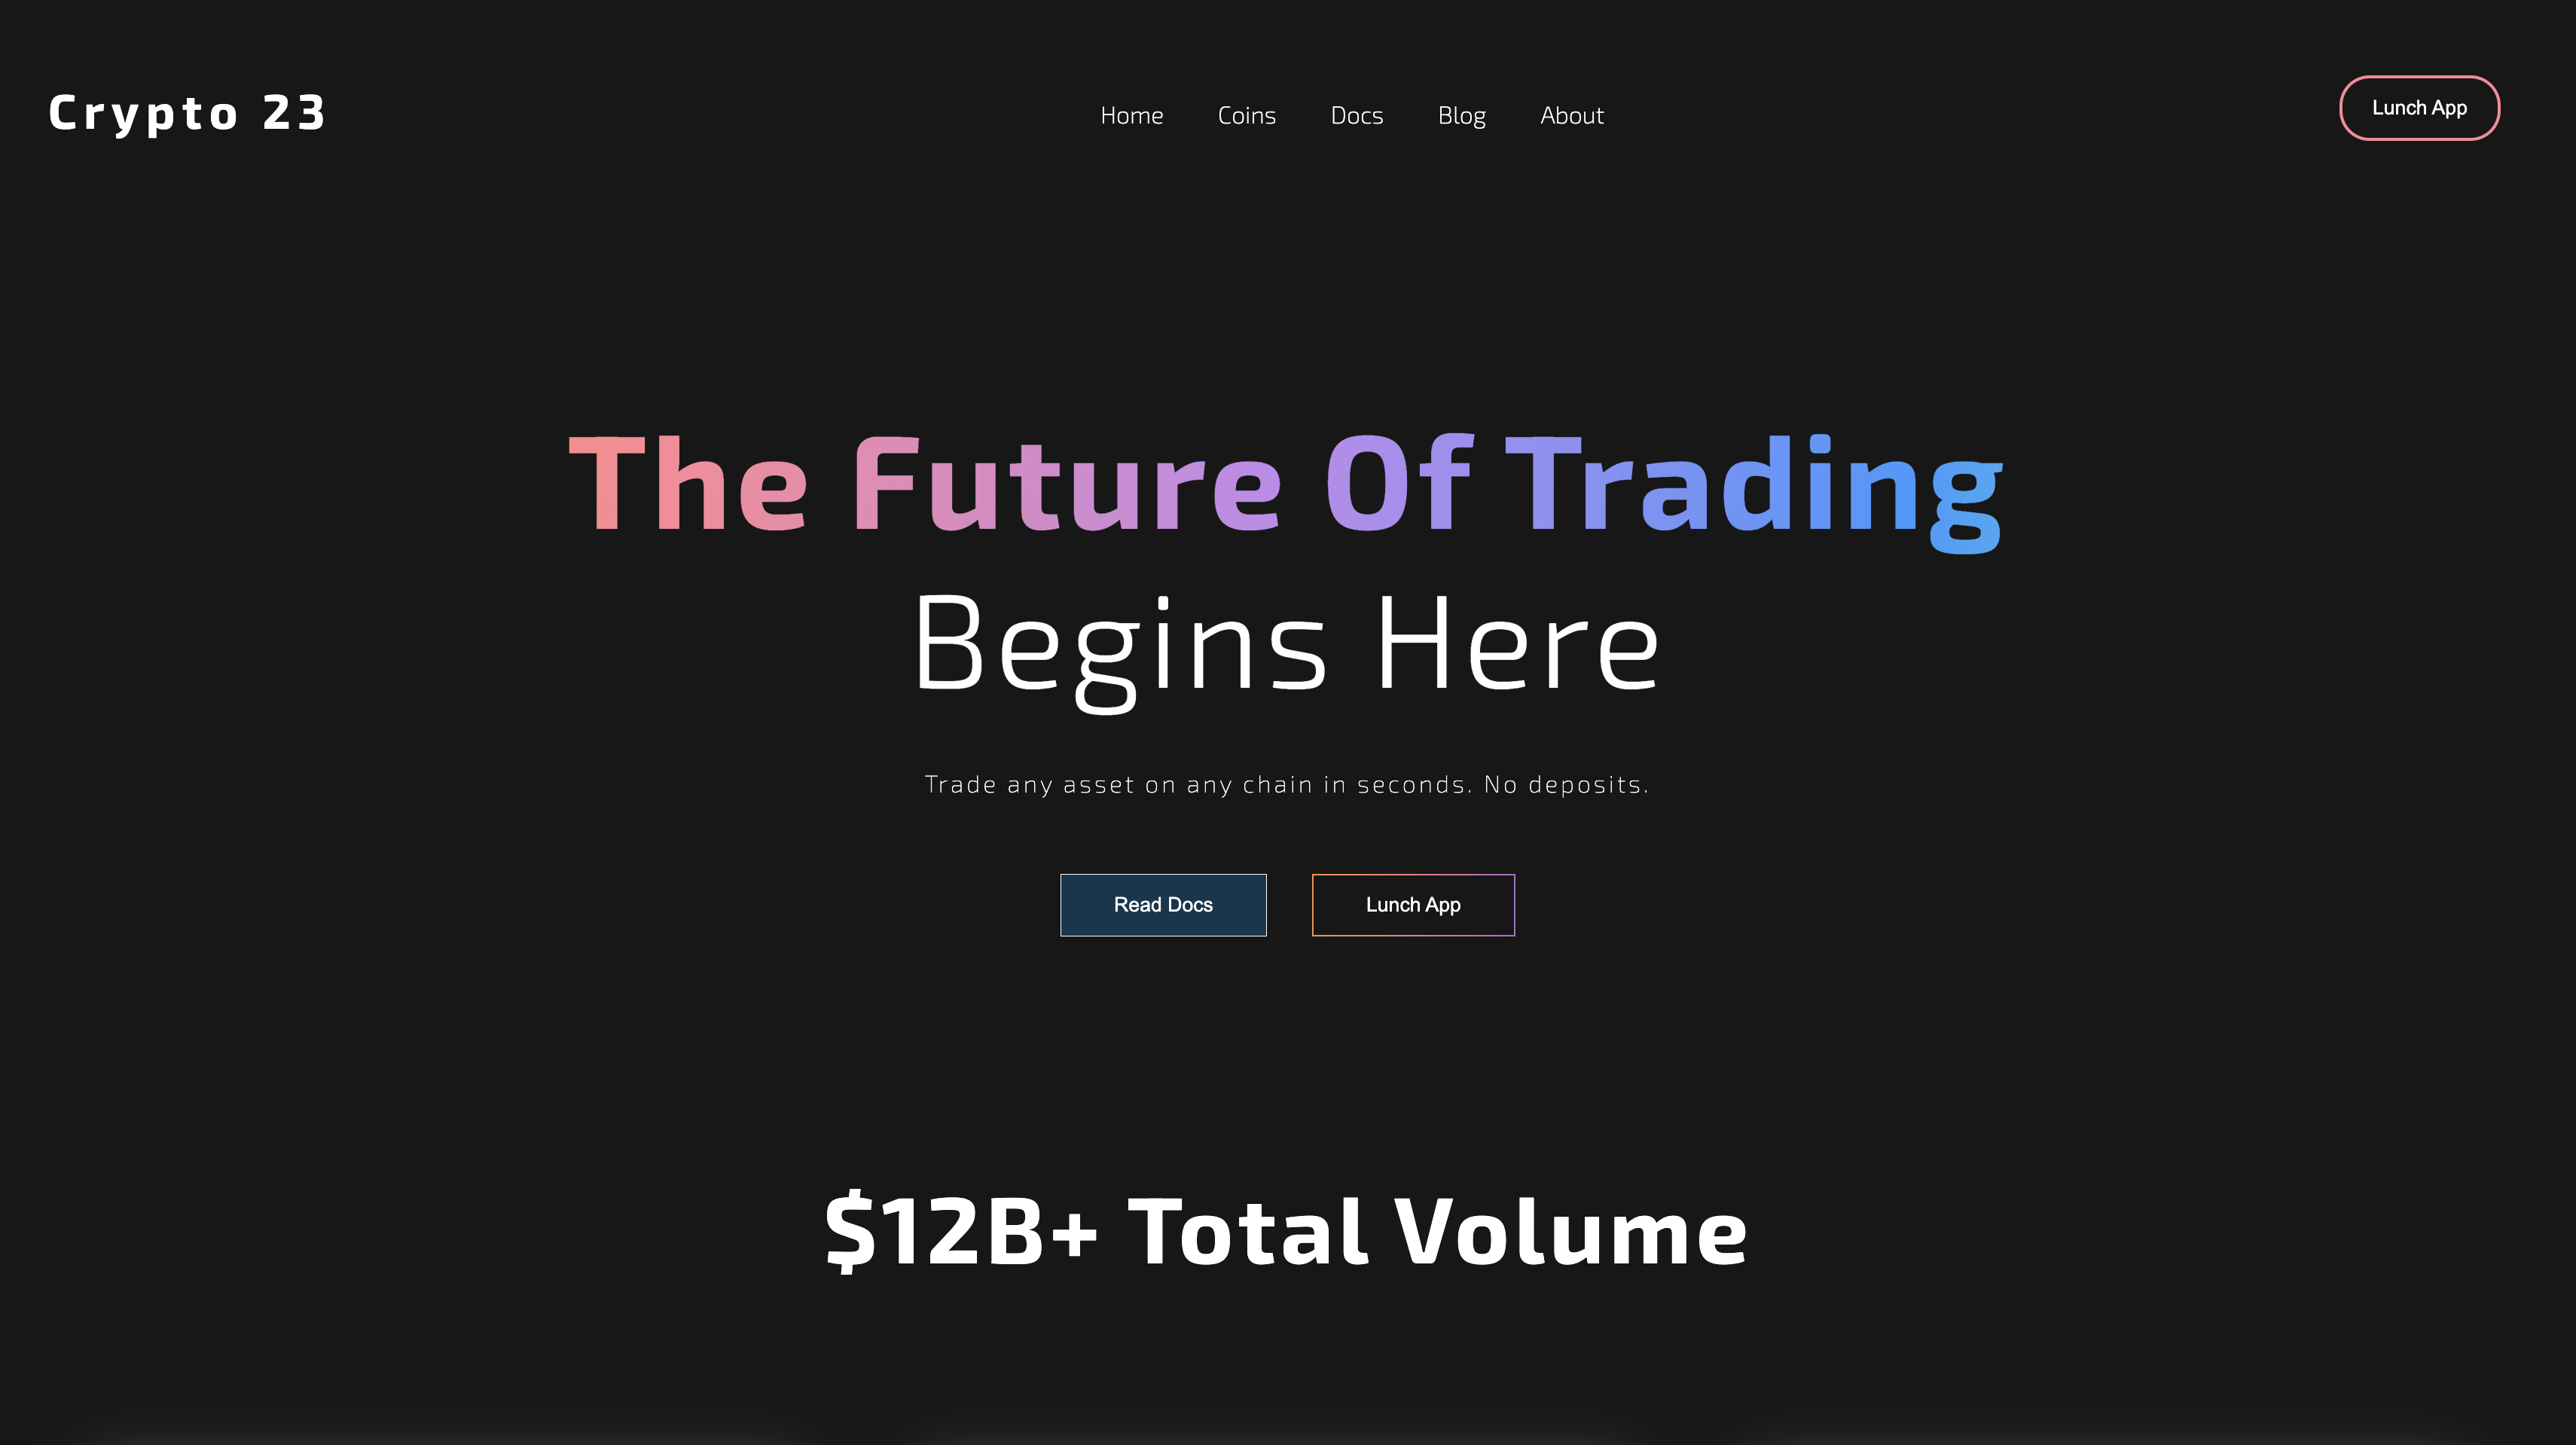 Crypto 23
Home Coins Docs Blog About
Lunch App
The Future Of Trading
Begins Here
Trade any asset on any chain in seconds. No deposits.
Read Docs Lunch App
$12B+ Total Volume